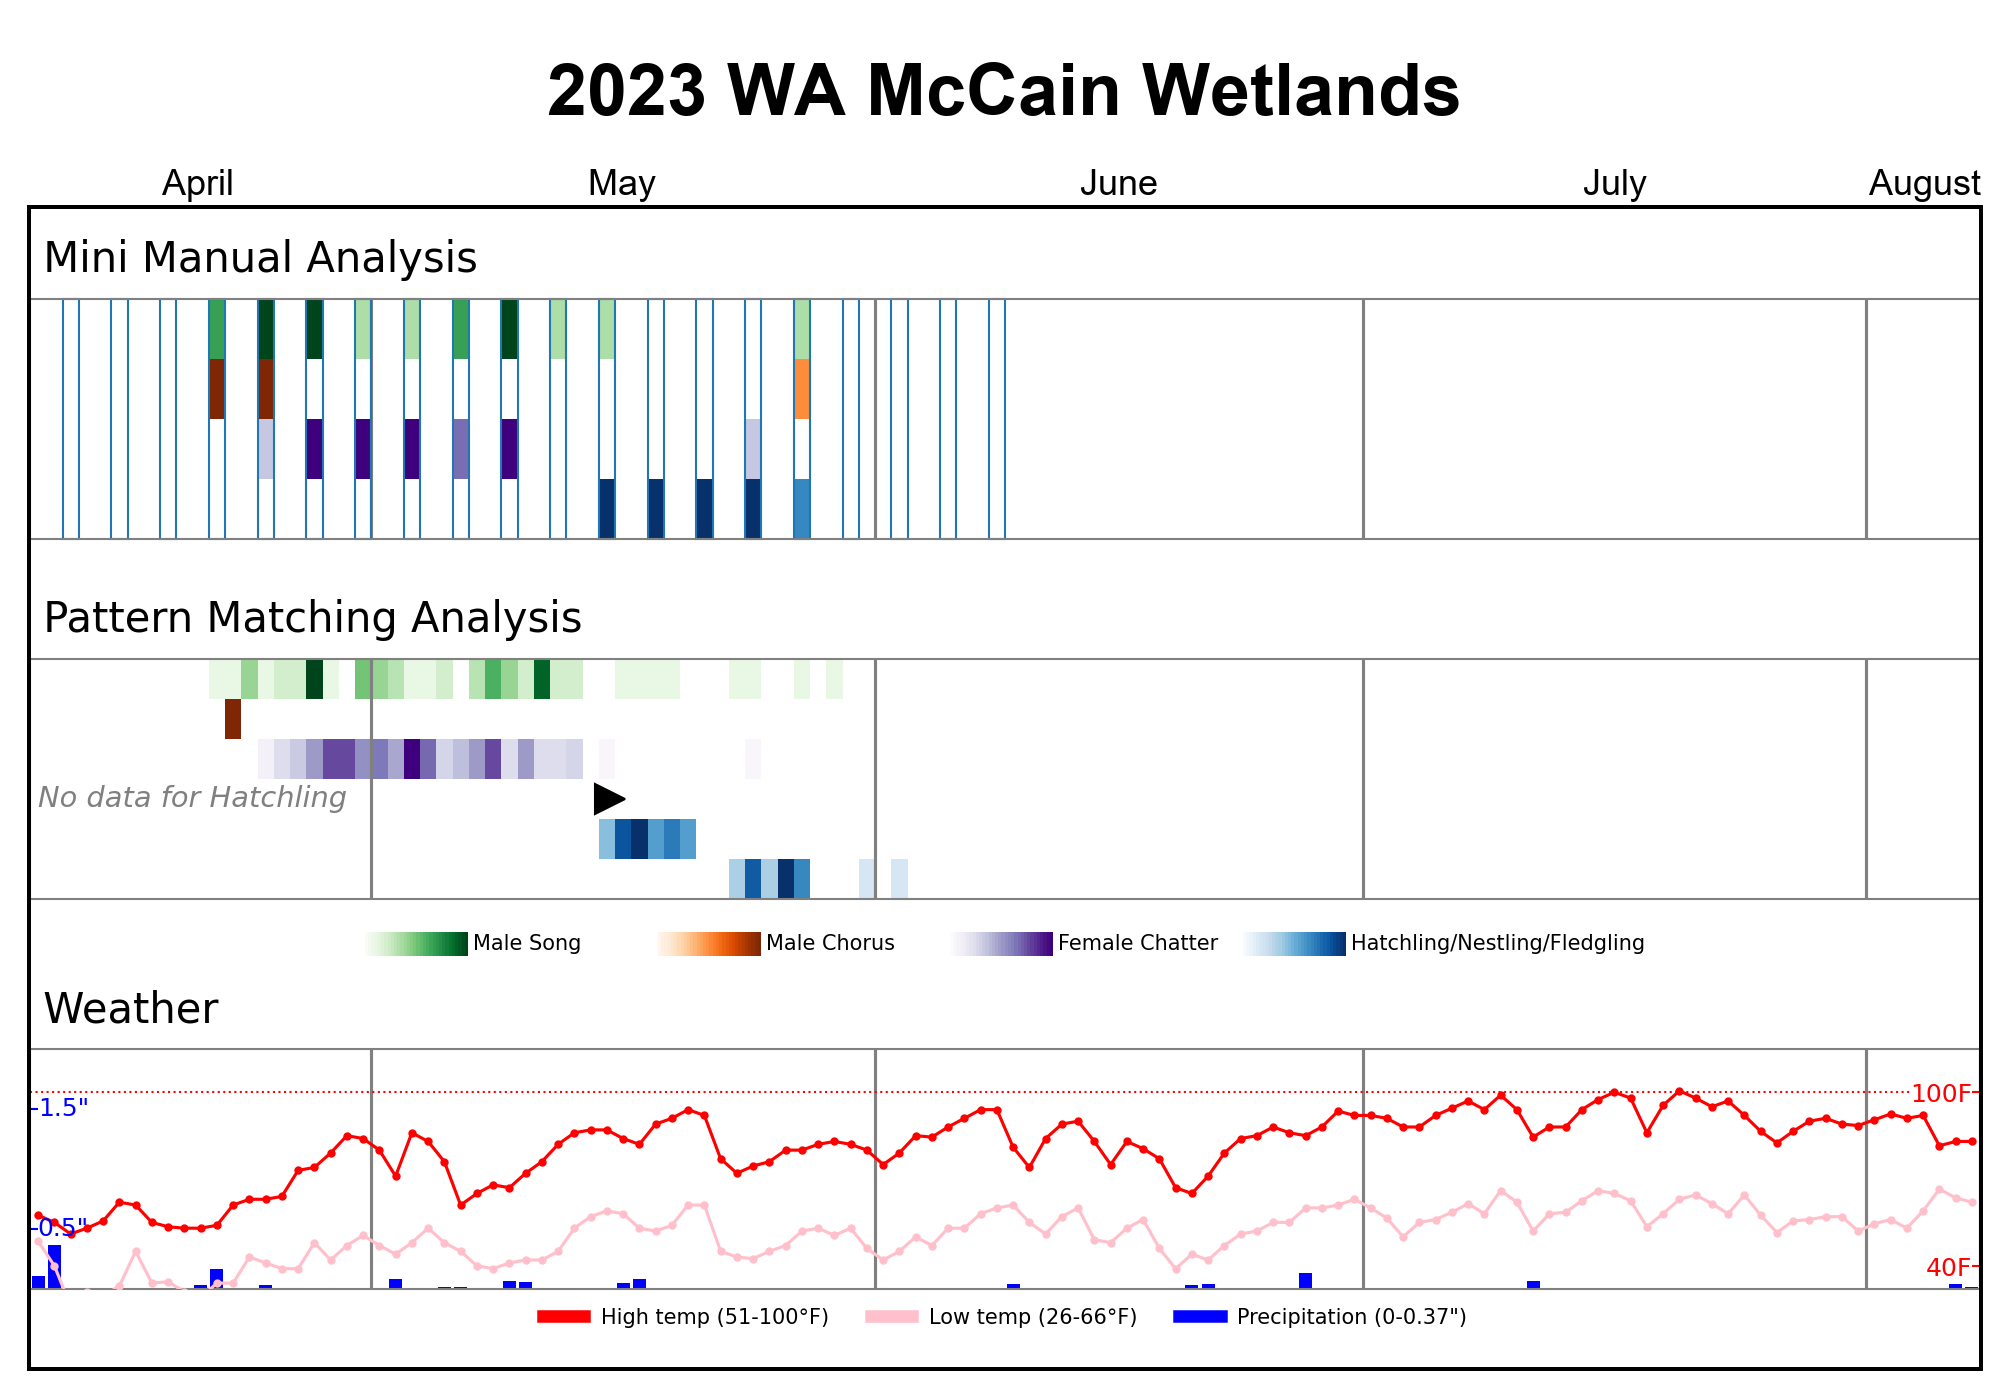 2023 WA McCain Wetlands
April May June July August
Mini Manual Analysis
Pattern Matching Analysis
No data for Hatchling
Male Song Male Chorus Female Chatter Hatchling/Nestling/Fledgling
Weather
100F
1.5"
0.5"
40F
High temp (51-100°F) Low temp (26-66°F) Precipitation (0-0.37")